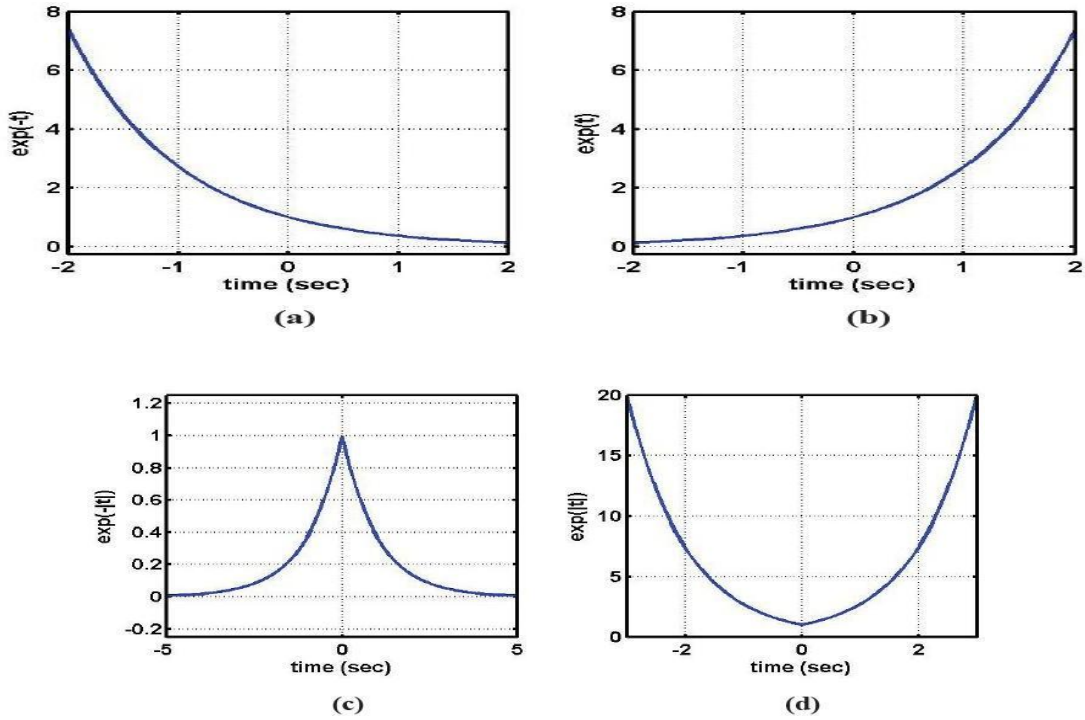 8
6
4
2
0
exp(-t)
-2 -1 0 1 2
time (sec)
(a)
8
6
4
2
0
exp(t)
-2 -1 0 1 2
time (sec)
(b)
1.2
1
0.8
0.6
0.4
0.2
0
-0.2
exp(-|t|)
-5 0 5
time (sec)
(c)
20
15
10
5
0
exp(|t|)
-2 0 2
time (sec)
(d)